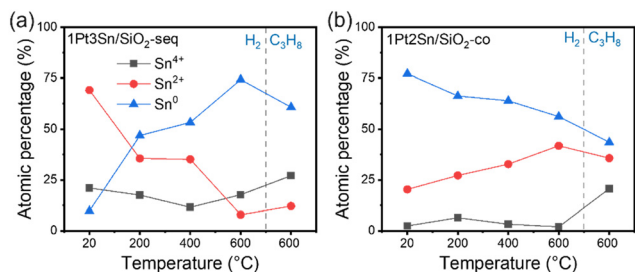 (a)
1Pt3Sn/SiO₂-seq
H₂
C₃H₈
Sn⁴⁺
Sn²⁺
Sn⁰
Atomic percentage (%)
100
75
50
25
0
20 200 400 600 600
Temperature (°C)
(b)
1Pt2Sn/SiO₂-co
H₂
C₃H₈
Atomic percentage (%)
100
75
50
25
0
20 200 400 600 600
Temperature (°C)